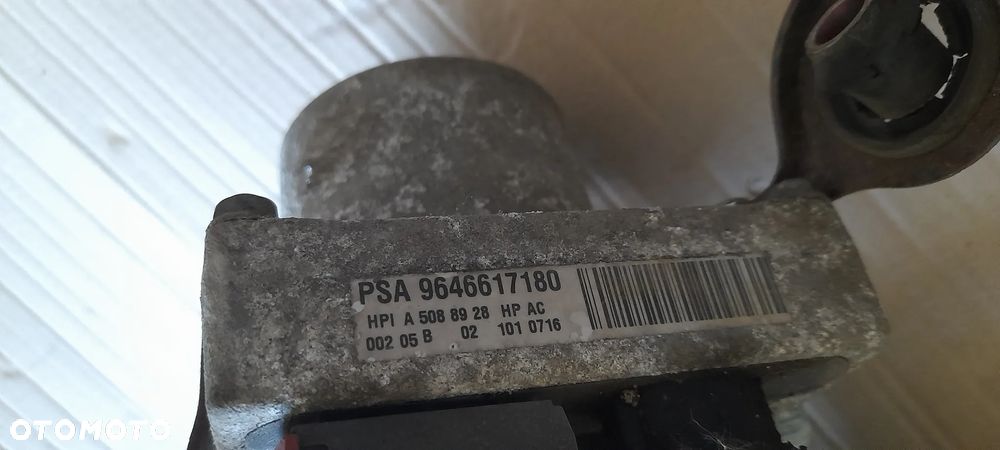 PSA 9646617180
HPI A 508 89 28 HP AC
002 05 B 02 101 0716
OTOMOTO